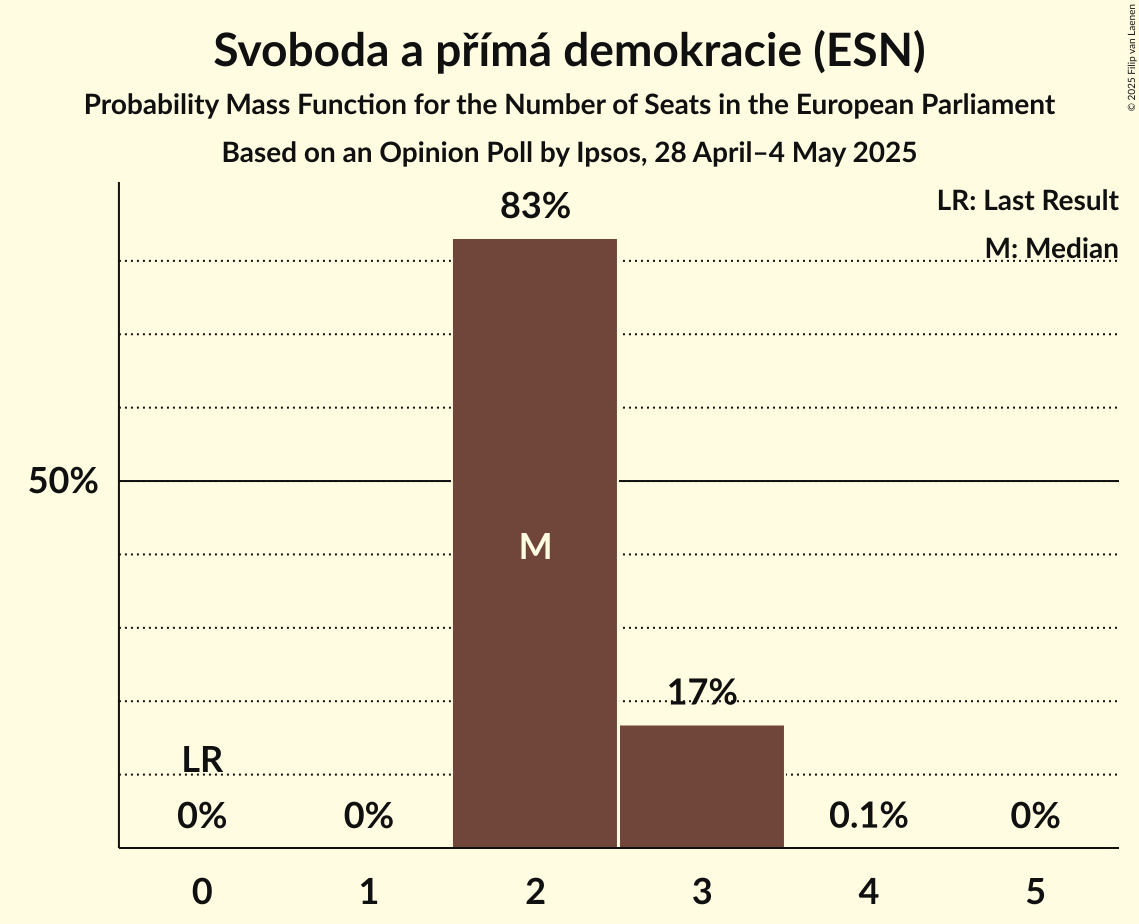 Svoboda a přímá demokracie (ESN)
Probability Mass Function for the Number of Seats in the European Parliament
Based on an Opinion Poll by Ipsos, 28 April–4 May 2025
© 2025 Filip van Laenen
LR: Last Result
M: Median
83%
50%
M
17%
LR
0% 0% 0.1% 0%
0 1 2 3 4 5